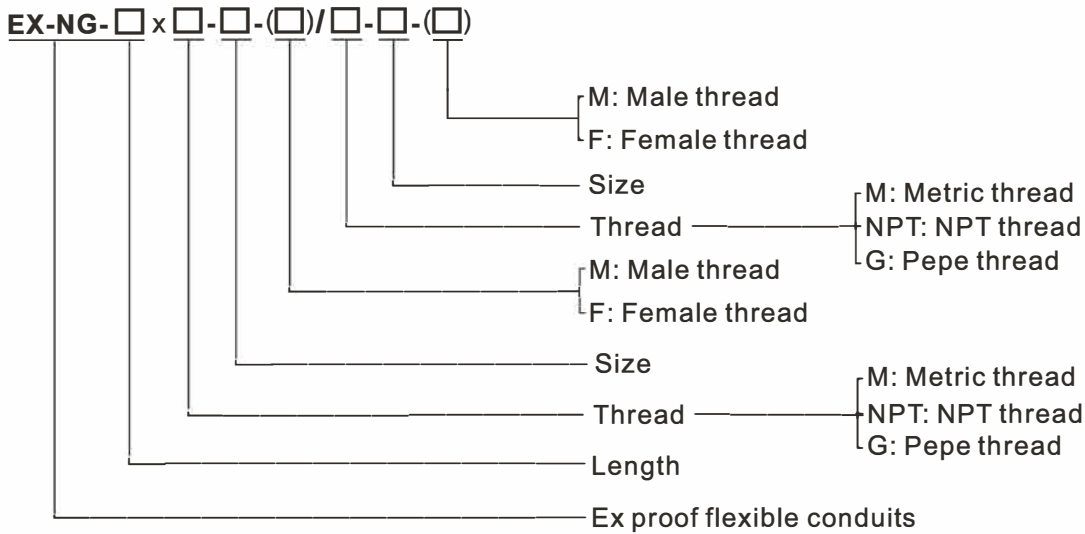 EX-NG-□x□-□-(□)/□-□-(□)
M: Male thread
F: Female thread
Size
Thread
M: Metric thread
NPT: NPT thread
G: Pepe thread
M: Male thread
F: Female thread
Size
Thread
M: Metric thread
NPT: NPT thread
G: Pepe thread
Length
Ex proof flexible conduits